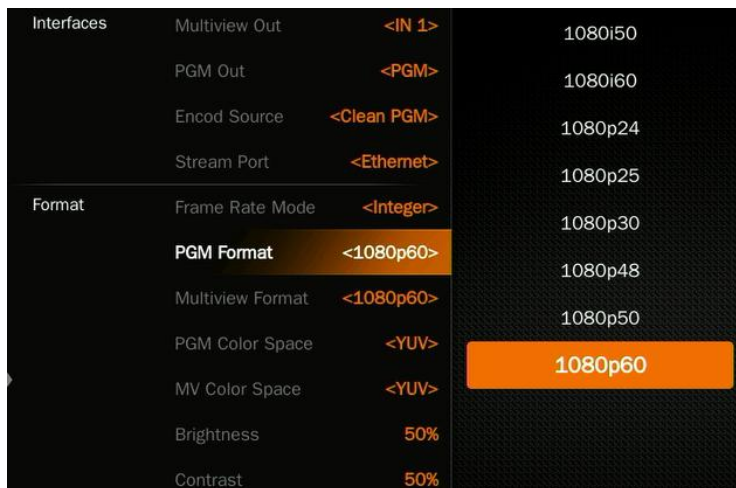 Interfaces Multiview Out <IN 1>
PGM Out <PGM>
Encod Source <Clean PGM>
Stream Port <Ethernet>
Format Frame Rate Mode <Integer>
PGM Format <1080p60>
Multiview Format <1080p60>
PGM Color Space <YUV>
MV Color Space <YUV>
Brightness 50%
Contrast 50%
1080i50
1080i60
1080p24
1080p25
1080p30
1080p48
1080p50
1080p60